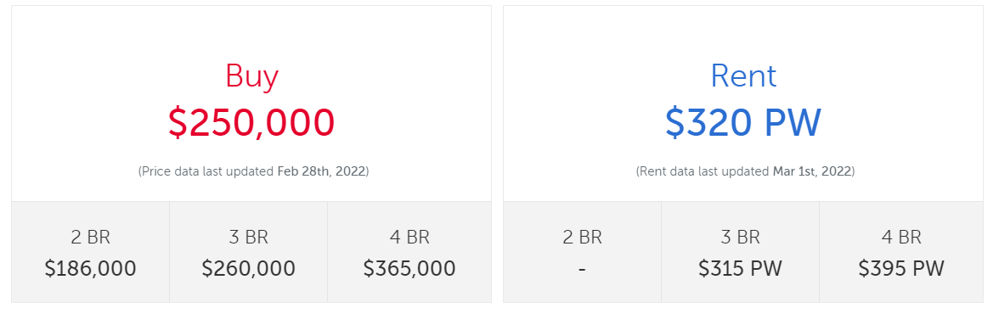 Buy
$250,000
(Price data last updated Feb 28th, 2022)
2 BR
$186,000
3 BR
$260,000
4 BR
$365,000
Rent
$320 PW
(Rent data last updated Mar 1st, 2022)
2 BR
-
3 BR
$315 PW
4 BR
$395 PW